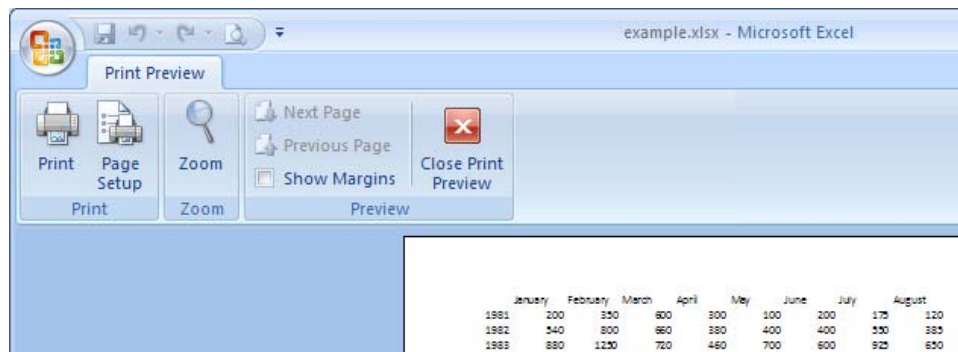 example.xlsx - Microsoft Excel
Print Preview
Print
Page Setup
Zoom
Next Page
Previous Page
Show Margins
Close Print Preview
Print
Zoom
Preview
January February March April May June July August
1981 200 350 600 300 100 200 175 120
1982 540 800 660 380 400 400 550 385
1983 880 1250 720 460 700 600 925 650